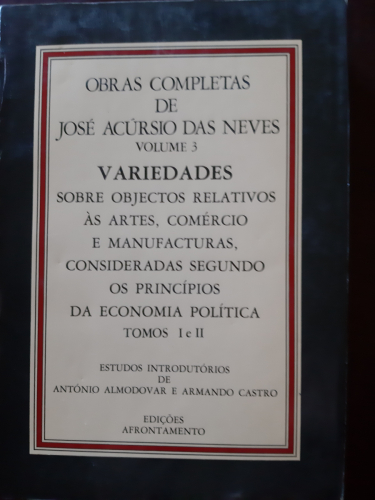 OBRAS COMPLETAS
DE
JOSÉ ACÚRSIO DAS NEVES
VOLUME 3
VARIEDADES
SOBRE OBJECTOS RELATIVOS
ÀS ARTES, COMÉRCIO
E MANUFACTURAS,
CONSIDERADAS SEGUNDO
OS PRINCÍPIOS
DA ECONOMIA POLÍTICA
TOMOS I e II
ESTUDOS INTRODUTÓRIOS
DE
ANTÓNIO ALMODOVAR E ARMANDO CASTRO
EDIÇÕES
AFRONTAMENTO